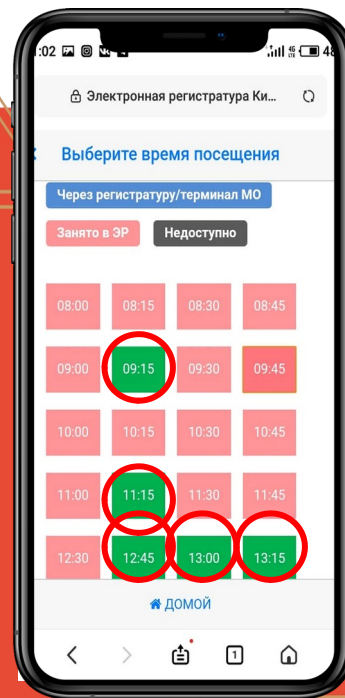 :02 48
Электронная регистратура Ки...
Выберите время посещения
Через регистратуру/терминал МО
Занято в ЭР Недоступно
08:00 08:15 08:30 08:45
09:00 09:15 09:30 09:45
10:00 10:15 10:30 10:45
11:00 11:15 11:30 11:45
12:30 12:45 13:00 13:15
ДОМОЙ
1